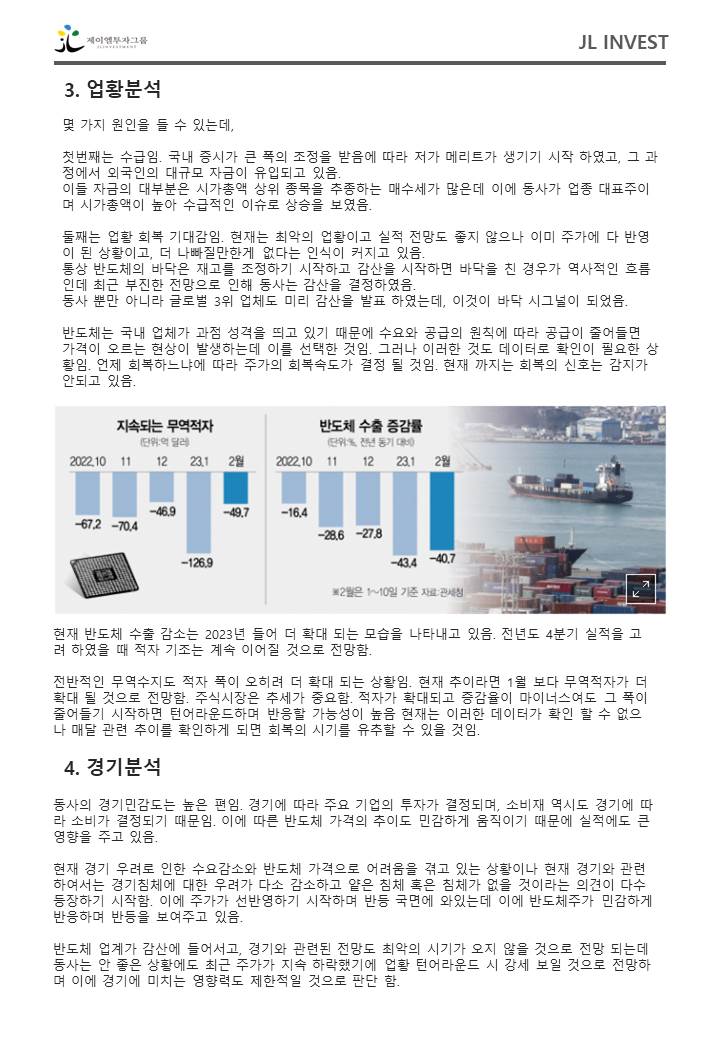 제이엘투자그룹
JLINVESTMENT
JL INVEST
3. 업황분석
몇 가지 원인을 들 수 있는데,
첫번째는 수급임. 국내 증시가 큰 폭의 조정을 받음에 따라 저가 메리트가 생기기 시작 하였고, 그 과
정에서 외국인의 대규모 자금이 유입되고 있음.
이들 자금의 대부분은 시가총액 상위 종목을 추종하는 매수세가 많은데 이에 동사가 업종 대표주이
며 시가총액이 높아 수급적인 이슈로 상승을 보였음.
둘째는 업황 회복 기대감임. 현재는 최악의 업황이고 실적 전망도 좋지 않으나 이미 주가에 다 반영
이 된 상황이고, 더 나빠질만한게 없다는 인식이 커지고 있음.
통상 반도체의 바닥은 재고를 조정하기 시작하고 감산을 시작하면 바닥을 친 경우가 역사적인 흐름
인데 최근 부진한 전망으로 인해 동사는 감산을 결정하였음.
동사 뿐만 아니라 글로벌 3위 업체도 미리 감산을 발표 하였는데, 이것이 바닥 시그널이 되었음.
반도체는 국내 업체가 과점 성격을 띄고 있기 때문에 수요와 공급의 원칙에 따라 공급이 줄어들면
가격이 오르는 현상이 발생하는데 이를 선택한 것임. 그러나 이러한 것도 데이터로 확인이 필요한 상
황임. 언제 회복하느냐에 따라 주가의 회복속도가 결정 될 것임. 현재 까지는 회복의 신호는 감지가
안되고 있음.
지속되는 무역적자
(단위:억 달러)
2022.10 11 12 23.1 2월
-67.2 -70.4 -46.9 -126.9 -49.7
반도체 수출 증감률
(단위:%, 전년 동기 대비)
2022.10 11 12 23.1 2월
-16.4 -28.6 -27.8 -43.4 -40.7
※2월은 1~10일 기준 자료:관세청
현재 반도체 수출 감소는 2023년 들어 더 확대 되는 모습을 나타내고 있음. 전년도 4분기 실적을 고
려 하였을 때 적자 기조는 계속 이어질 것으로 전망함.
전반적인 무역수지도 적자 폭이 오히려 더 확대 되는 상황임. 현재 추이라면 1월 보다 무역적자가 더
확대 될 것으로 전망함. 주식시장은 추세가 중요함. 적자가 확대되고 증감율이 마이너스여도 그 폭이
줄어들기 시작하면 턴어라운드하며 반응할 가능성이 높음 현재는 이러한 데이터가 확인 할 수 없으
나 매달 관련 추이를 확인하게 되면 회복의 시기를 유추할 수 있을 것임.
4. 경기분석
동사의 경기민감도는 높은 편임. 경기에 따라 주요 기업의 투자가 결정되며, 소비재 역시도 경기에 따
라 소비가 결정되기 때문임. 이에 따른 반도체 가격의 추이도 민감하게 움직이기 때문에 실적에도 큰
영향을 주고 있음.
현재 경기 우려로 인한 수요감소와 반도체 가격으로 어려움을 겪고 있는 상황이나 현재 경기와 관련
하여서는 경기침체에 대한 우려가 다소 감소하고 얕은 침체 혹은 침체가 없을 것이라는 의견이 다수
등장하기 시작함. 이에 주가가 선반영하기 시작하며 반등 국면에 와있는데 이에 반도체주가 민감하게
반응하며 반등을 보여주고 있음.
반도체 업계가 감산에 들어서고, 경기와 관련된 전망도 최악의 시기가 오지 않을 것으로 전망 되는데
동사는 안 좋은 상황에도 최근 주가가 지속 하락했기에 업황 턴어라운드 시 강세 보일 것으로 전망하
며 이에 경기에 미치는 영향력도 제한적일 것으로 판단 함.